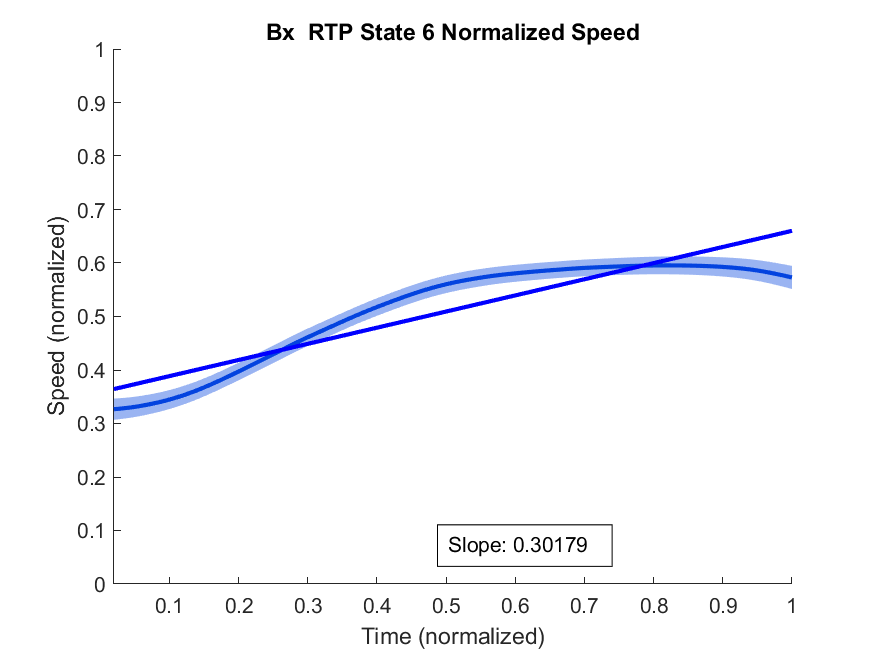 Bx  RTP State 6 Normalized Speed
1
0.9
0.8
0.7
0.6
0.5
0.4
0.3
0.2
0.1
0
Speed (normalized)
Slope: 0.30179
0.1 0.2 0.3 0.4 0.5 0.6 0.7 0.8 0.9 1
Time (normalized)